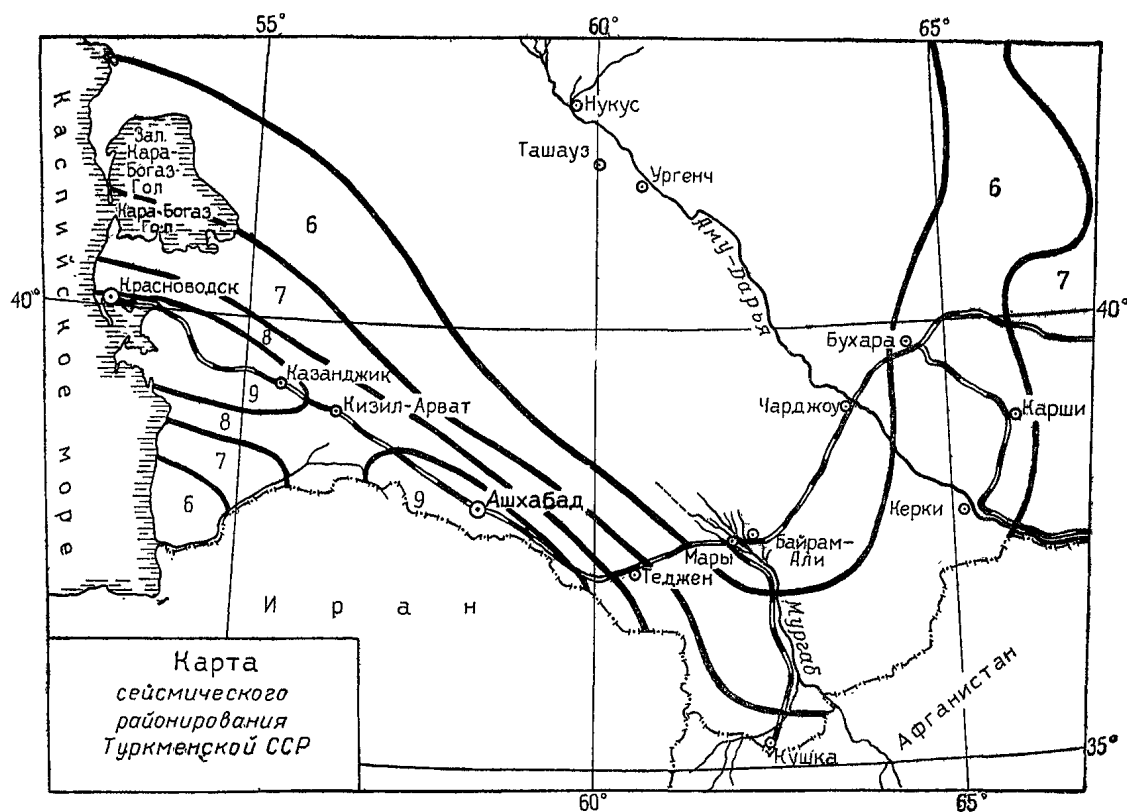 55°
60°
65°
Каспийское море
Зал.
Кара-
Богаз-
Гол
Кара-Богаз
Гол
Нукус
Ташауз
Ургенч
Аму-Дарья
6
6
7
7
40°
40°
Красноводск
8
Бухара
Казанджик
9
Кизил-Арват
Чарджоу
Карши
8
7
6
9
Ашхабад
Керки
Мары
Байрам-
Али
Теджен
Иран
Мургаб
Афганистан
Карта
сейсмического
районирования
Туркменской ССР
Кушка
35°
60°
65°